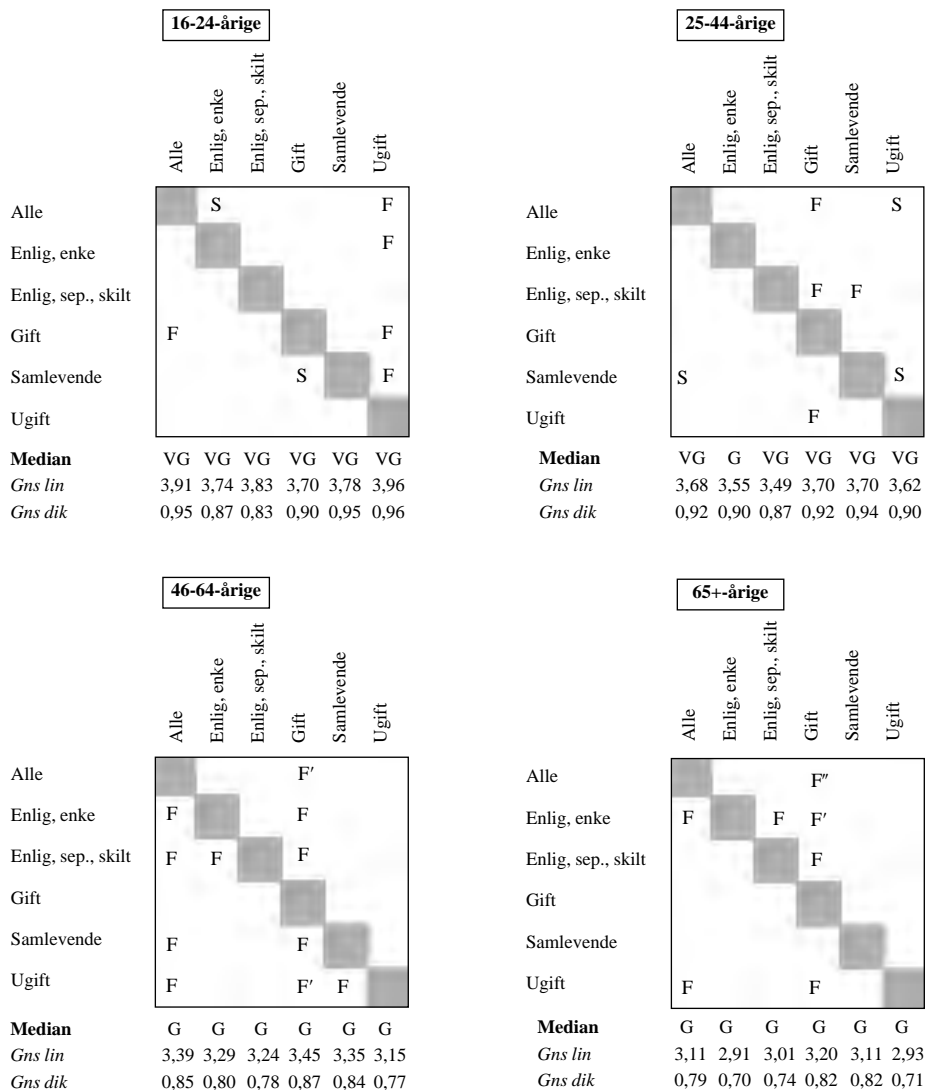 16-24-årige
Alle Enlig, enke Enlig, sep., skilt Gift Samlevende Ugift
Alle S F
Enlig, enke F
Enlig, sep., skilt
Gift F F
Samlevende S F
Ugift
Median VG VG VG VG VG VG
Gns lin 3,91 3,74 3,83 3,70 3,78 3,96
Gns dik 0,95 0,87 0,83 0,90 0,95 0,96
25-44-årige
Alle Enlig, enke Enlig, sep., skilt Gift Samlevende Ugift
Alle F S
Enlig, enke
Enlig, sep., skilt F F
Gift
Samlevende S S
Ugift F
Median VG G VG VG VG VG
Gns lin 3,68 3,55 3,49 3,70 3,70 3,62
Gns dik 0,92 0,90 0,87 0,92 0,94 0,90
46-64-årige
Alle Enlig, enke Enlig, sep., skilt Gift Samlevende Ugift
Alle F′
Enlig, enke F F
Enlig, sep., skilt F F F
Gift
Samlevende F F
Ugift F F′ F
Median G G G G G G
Gns lin 3,39 3,29 3,24 3,45 3,35 3,15
Gns dik 0,85 0,80 0,78 0,87 0,84 0,77
65+-årige
Alle Enlig, enke Enlig, sep., skilt Gift Samlevende Ugift
Alle F″
Enlig, enke F F F′
Enlig, sep., skilt F
Gift
Samlevende
Ugift F F
Median G G G G G G
Gns lin 3,11 2,91 3,01 3,20 3,11 2,93
Gns dik 0,79 0,70 0,74 0,82 0,82 0,71